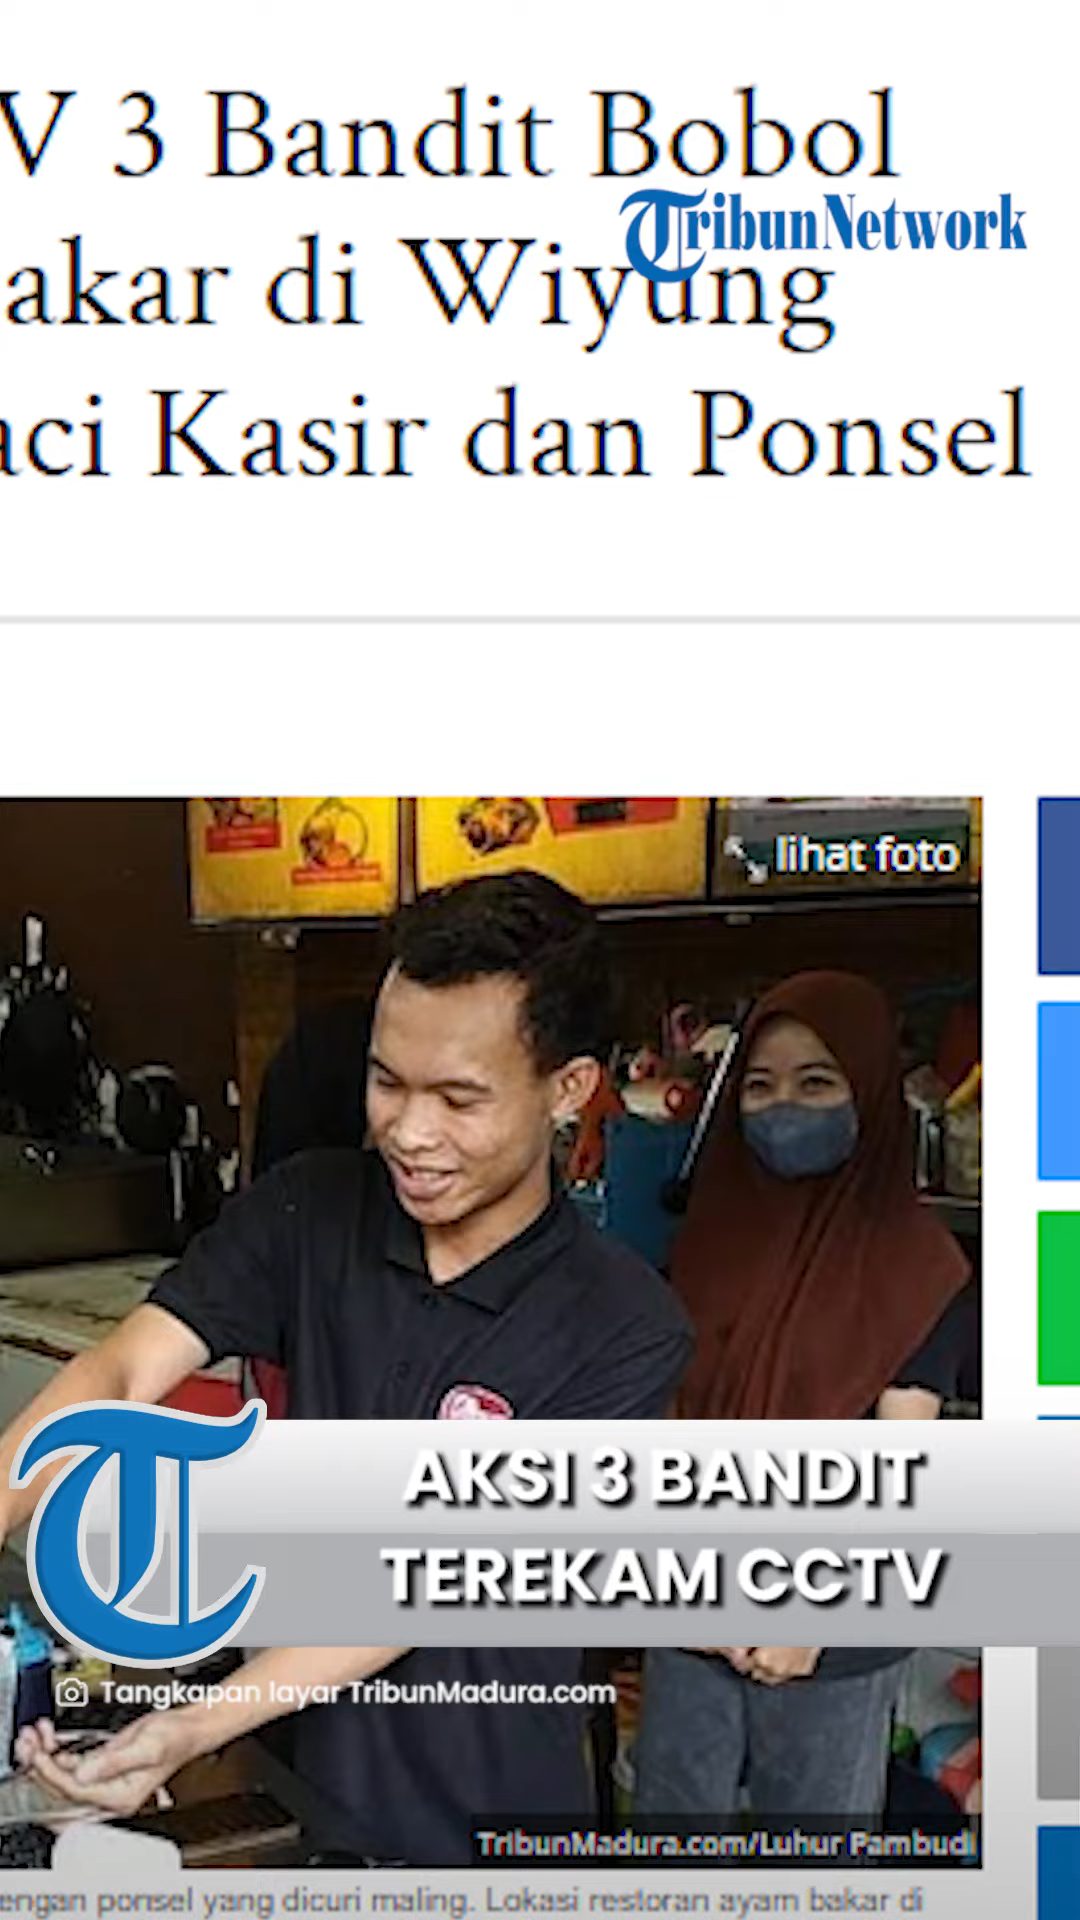 V 3 Bandit Bobol
TribunNetwork
akar di Wiyung
aci Kasir dan Ponsel
lihat foto
AKSI 3 BANDIT
TEREKAM CCTV
Tangkapan layar TribunMadura.com
TribunMadura.com/Luhur Pambudi
engan ponsel yang dicuri maling. Lokasi restoran ayam bakar di